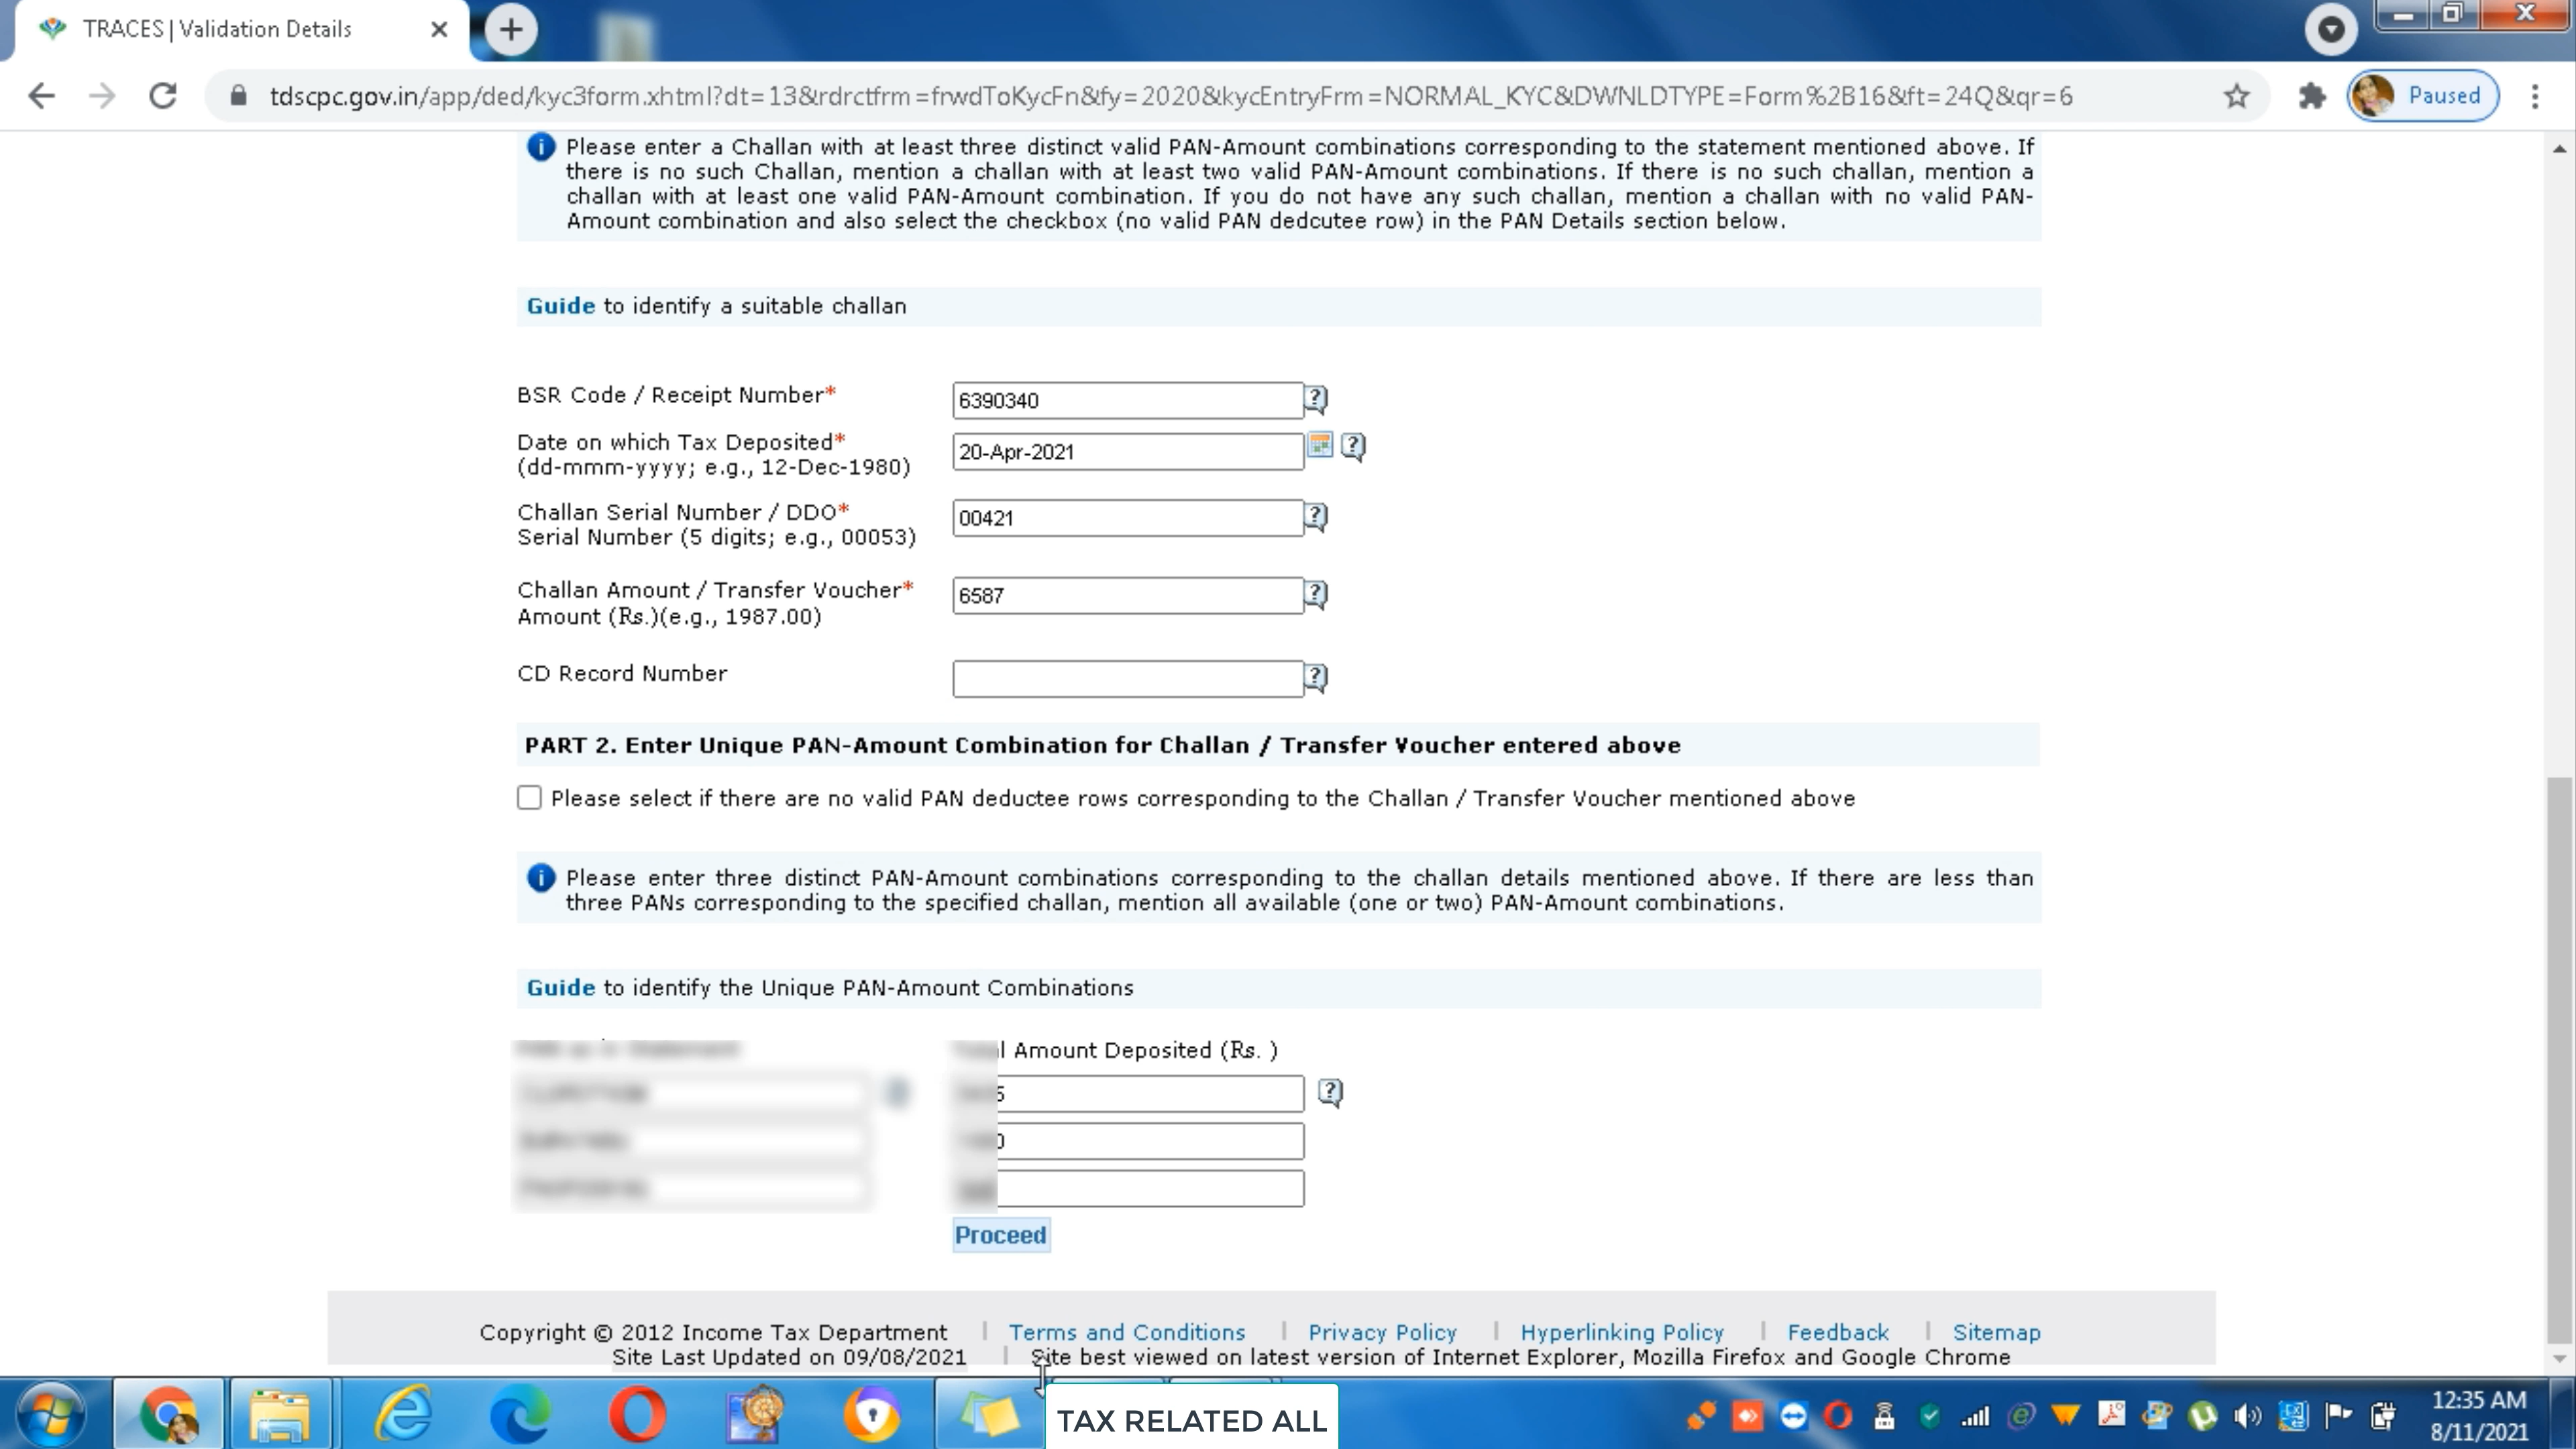 TRACES | Validation Details
tdscpc.gov.in/app/ded/kyc3form.xhtml?dt=13&rdrctfrm=frwdToKycFn&fy=2020&kycEntryFrm=NORMAL_KYC&DWNLDTYPE=Form%2B16&ft=24Q&qr=6
Paused
Please enter a Challan with at least three distinct valid PAN-Amount combinations corresponding to the statement mentioned above. If
there is no such Challan, mention a challan with at least two valid PAN-Amount combinations. If there is no such challan, mention a
challan with at least one valid PAN-Amount combination. If you do not have any such challan, mention a challan with no valid PAN-
Amount combination and also select the checkbox (no valid PAN dedcutee row) in the PAN Details section below.
Guide to identify a suitable challan
BSR Code / Receipt Number* 6390340
Date on which Tax Deposited* 20-Apr-2021
(dd-mmm-yyyy; e.g., 12-Dec-1980)
Challan Serial Number / DDO* 00421
Serial Number (5 digits; e.g., 00053)
Challan Amount / Transfer Voucher* 6587
Amount (Rs.)(e.g., 1987.00)
CD Record Number
PART 2. Enter Unique PAN-Amount Combination for Challan / Transfer Voucher entered above
Please select if there are no valid PAN deductee rows corresponding to the Challan / Transfer Voucher mentioned above
Please enter three distinct PAN-Amount combinations corresponding to the challan details mentioned above. If there are less than
three PANs corresponding to the specified challan, mention all available (one or two) PAN-Amount combinations.
Guide to identify the Unique PAN-Amount Combinations
Amount Deposited (Rs. )
Proceed
Copyright © 2012 Income Tax Department | Terms and Conditions | Privacy Policy | Hyperlinking Policy | Feedback | Sitemap
Site Last Updated on 09/08/2021 | Site best viewed on latest version of Internet Explorer, Mozilla Firefox and Google Chrome
TAX RELATED ALL
12:35 AM
8/11/2021